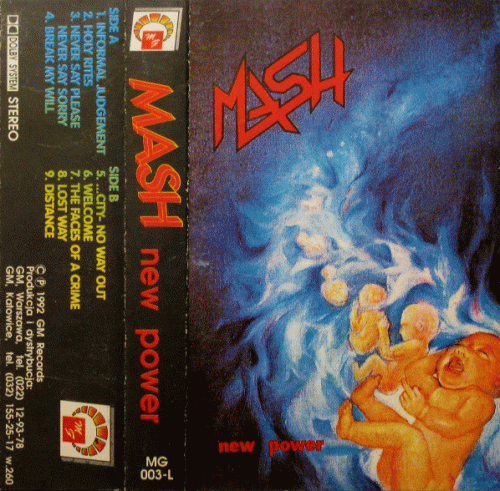 SIDE A
1. INFORMAL JUDGEMENT
2. HOLY RITES
3. NEVER SAY PLEASE
NEVER SAY SORRY
4. BREAK MY WILL
SIDE B
5. ...CITY- NO WAY OUT
6. WELCOME
7. THE FACES OF A CRIME
8. LOST WAY
9. DISTANCE
DOLBY SYSTEM STEREO
© P 1992 GM Records
Produkcja i dystrybucja:
GM, Warszawa, tel. (022) 12-93-78
GM, Katowice, tel. (032) 155-25-17 w.260
MASH new power
MG
003-L
MASH
new power